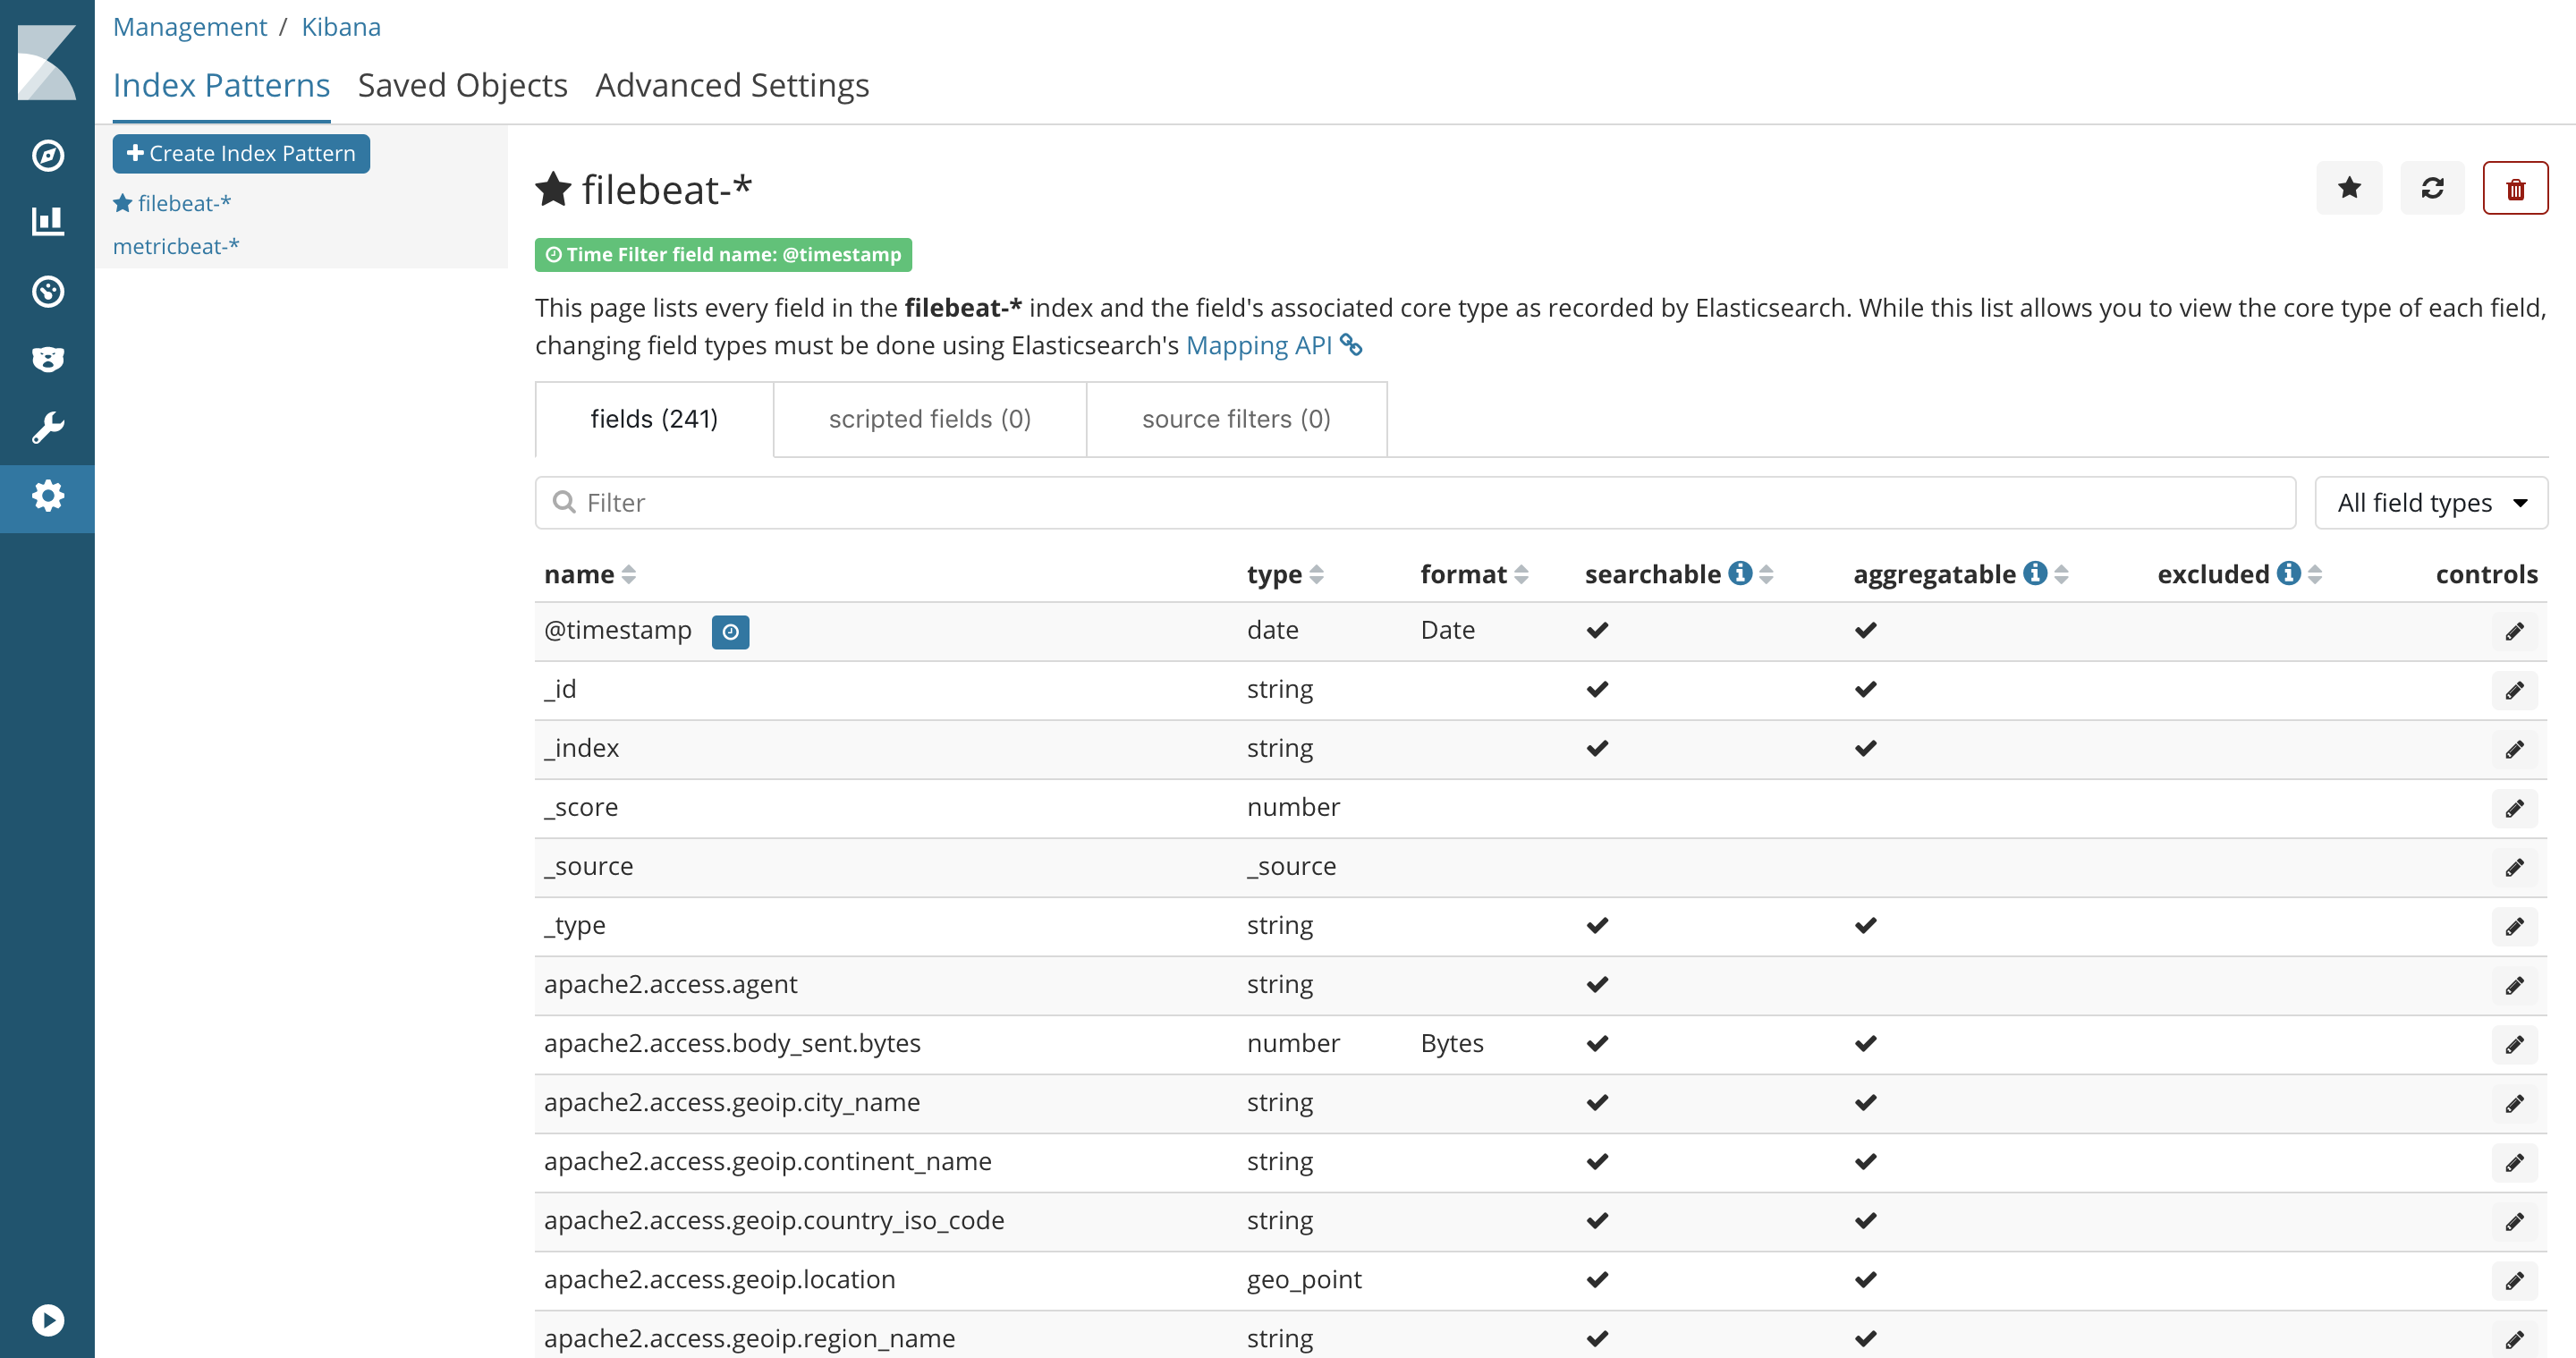 Management / Kibana
Index Patterns Saved Objects Advanced Settings
Create Index Pattern
filebeat-*
metricbeat-*
filebeat-*
Time Filter field name: @timestamp
This page lists every field in the filebeat-* index and the field's associated core type as recorded by Elasticsearch. While this list allows you to view the core type of each field,
changing field types must be done using Elasticsearch's Mapping API
fields (241) scripted fields (0) source filters (0)
Filter All field types
name type format searchable aggregatable excluded controls
@timestamp date Date
_id string
_index string
_score number
_source _source
_type string
apache2.access.agent string
apache2.access.body_sent.bytes number Bytes
apache2.access.geoip.city_name string
apache2.access.geoip.continent_name string
apache2.access.geoip.country_iso_code string
apache2.access.geoip.location geo_point
apache2.access.geoip.region_name string